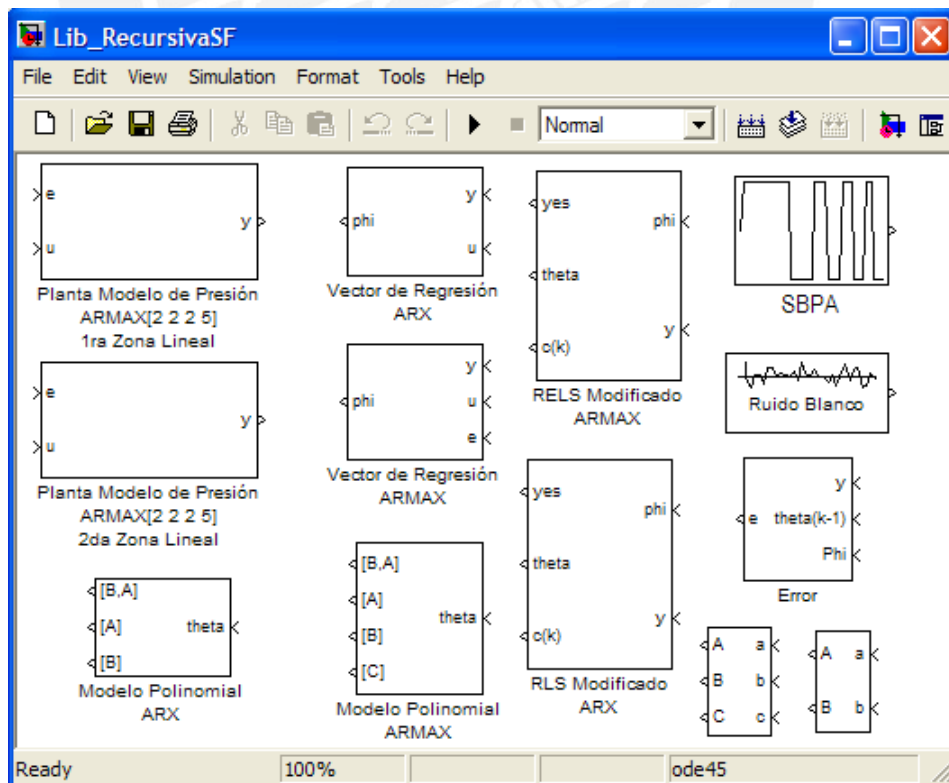 Lib_RecursivaSF
File Edit View Simulation Format Tools Help
Normal
e
u
y
Planta Modelo de Presión
ARMAX[2 2 2 5]
1ra Zona Lineal
y
phi
u
Vector de Regresión
ARX
yes
phi
theta
y
c(k)
RELS Modificado
ARMAX
SBPA
e
y
u
Planta Modelo de Presión
ARMAX[2 2 2 5]
2da Zona Lineal
y
phi
u
e
Vector de Regresión
ARMAX
Ruido Blanco
yes
phi
theta
y
c(k)
RLS Modificado
ARX
y
e theta(k-1)
Phi
Error
[B,A]
[A] theta
[B]
Modelo Polinomial
ARX
[B,A]
[A]
theta
[B]
[C]
Modelo Polinomial
ARMAX
A a
B b
C c
A a
B b
Ready 100% ode45